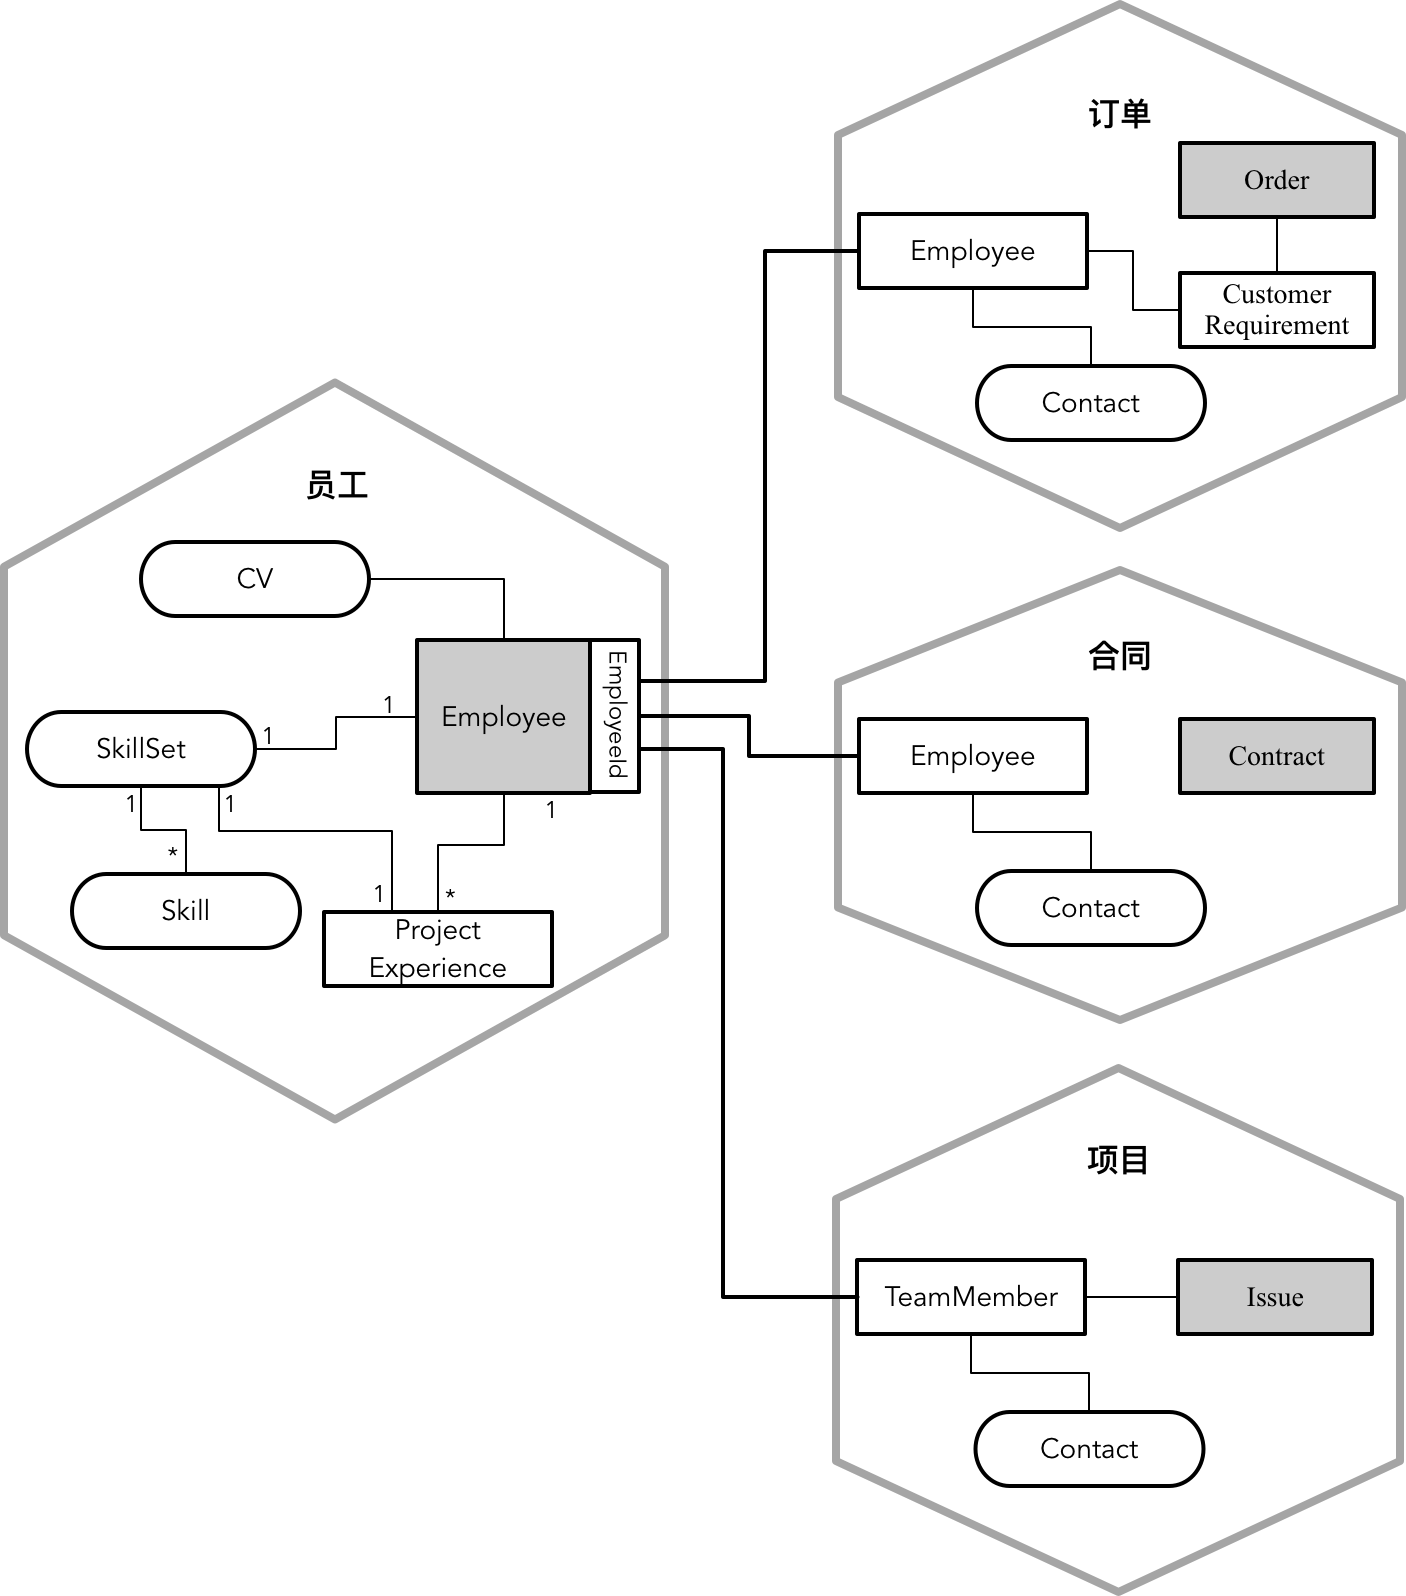 订单
Order
Employee
Customer
Requirement
Contact
员工
CV
Employee
EmployeeId
1
1
SkillSet
1
1
1
*
Skill
1
*
Project
Experience
合同
Employee
Contract
Contact
项目
TeamMember
Issue
Contact